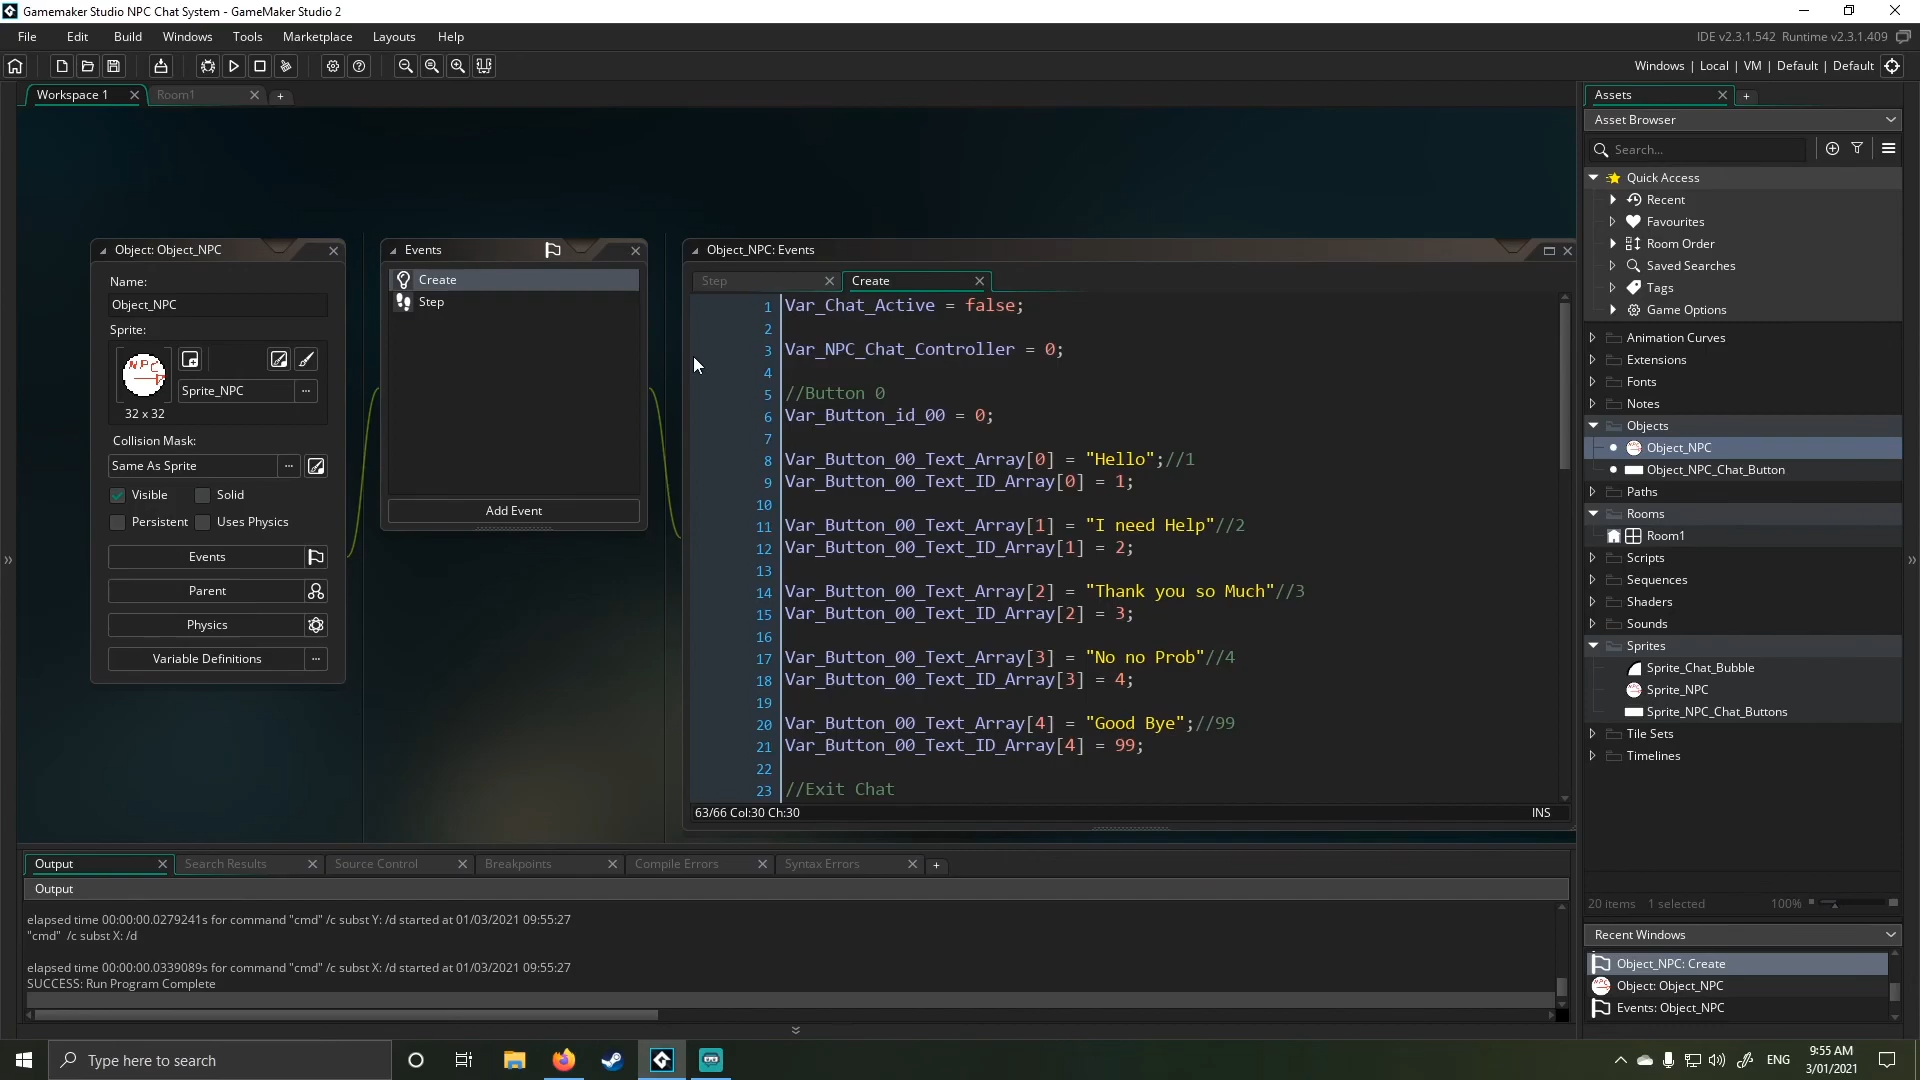 Gamemaker Studio NPC Chat System - GameMaker Studio 2
File Edit Build Windows Tools Marketplace Layouts Help
IDE v2.3.1.542 Runtime v2.3.1.409
Windows | Local | VM | Default | Default
Workspace 1
Room1
Object: Object_NPC
Name:
Object_NPC
Sprite:
NPC
Sprite_NPC
32 x 32
Collision Mask:
Same As Sprite
Visible Solid
Persistent Uses Physics
Events
Parent
Physics
Variable Definitions
Events
Create
Step
Add Event
Object_NPC: Events
Step
Create
1 Var_Chat_Active = false;
2
3 Var_NPC_Chat_Controller = 0;
4
5 //Button 0
6 Var_Button_id_00 = 0;
7
8 Var_Button_00_Text_Array[0] = "Hello";//1
9 Var_Button_00_Text_ID_Array[0] = 1;
10
11 Var_Button_00_Text_Array[1] = "I need Help"//2
12 Var_Button_00_Text_ID_Array[1] = 2;
13
14 Var_Button_00_Text_Array[2] = "Thank you so Much"//3
15 Var_Button_00_Text_ID_Array[2] = 3;
16
17 Var_Button_00_Text_Array[3] = "No no Prob"//4
18 Var_Button_00_Text_ID_Array[3] = 4;
19
20 Var_Button_00_Text_Array[4] = "Good Bye";//99
21 Var_Button_00_Text_ID_Array[4] = 99;
22
23 //Exit Chat
63/66 Col:30 Ch:30
INS
Output
Search Results
Source Control
Breakpoints
Compile Errors
Syntax Errors
Output
elapsed time 00:00:00.0279241s for command "cmd" /c subst Y: /d started at 01/03/2021 09:55:27
"cmd" /c subst X: /d
elapsed time 00:00:00.0339089s for command "cmd" /c subst X: /d started at 01/03/2021 09:55:27
SUCCESS: Run Program Complete
Assets
Asset Browser
Search...
Quick Access
Recent
Favourites
Room Order
Saved Searches
Tags
Game Options
Animation Curves
Extensions
Fonts
Notes
Objects
Object_NPC
Object_NPC_Chat_Button
Paths
Rooms
Room1
Scripts
Sequences
Shaders
Sounds
Sprites
Sprite_Chat_Bubble
Sprite_NPC
Sprite_NPC_Chat_Buttons
Tile Sets
Timelines
20 items 1 selected 100%
Recent Windows
Object_NPC: Create
Object: Object_NPC
Events: Object_NPC
Type here to search
ENG
9:55 AM
3/01/2021